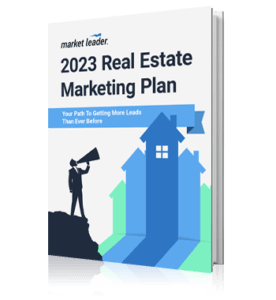 market leader.
2023 Real Estate
Marketing Plan
Your Path To Getting More Leads
Than Ever Before